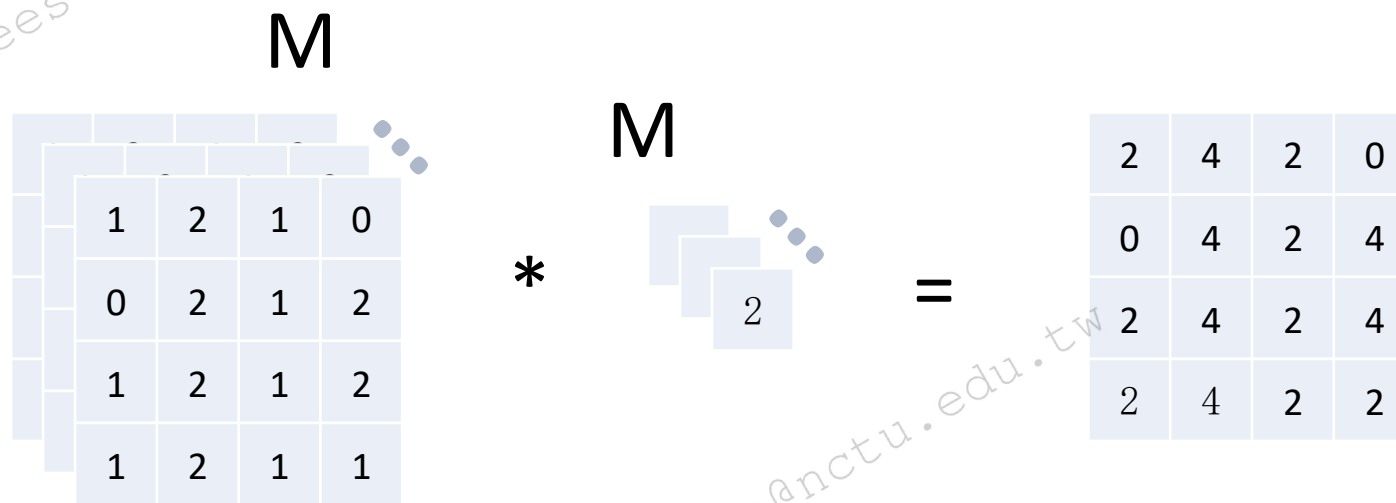 ees
M
M
1 2 1 0
0 2 1 2
1 2 1 2
1 2 1 1
*
2
=
2 4 2 0
0 4 2 4
2 4 2 4
2 4 2 2
@nctu.edu.tw